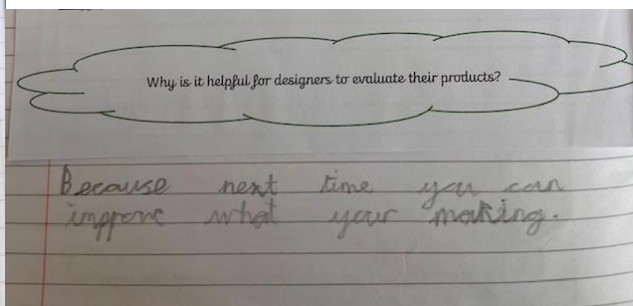 Why is it helpful for designers to evaluate their products?
Because next time you can
improve what your making.